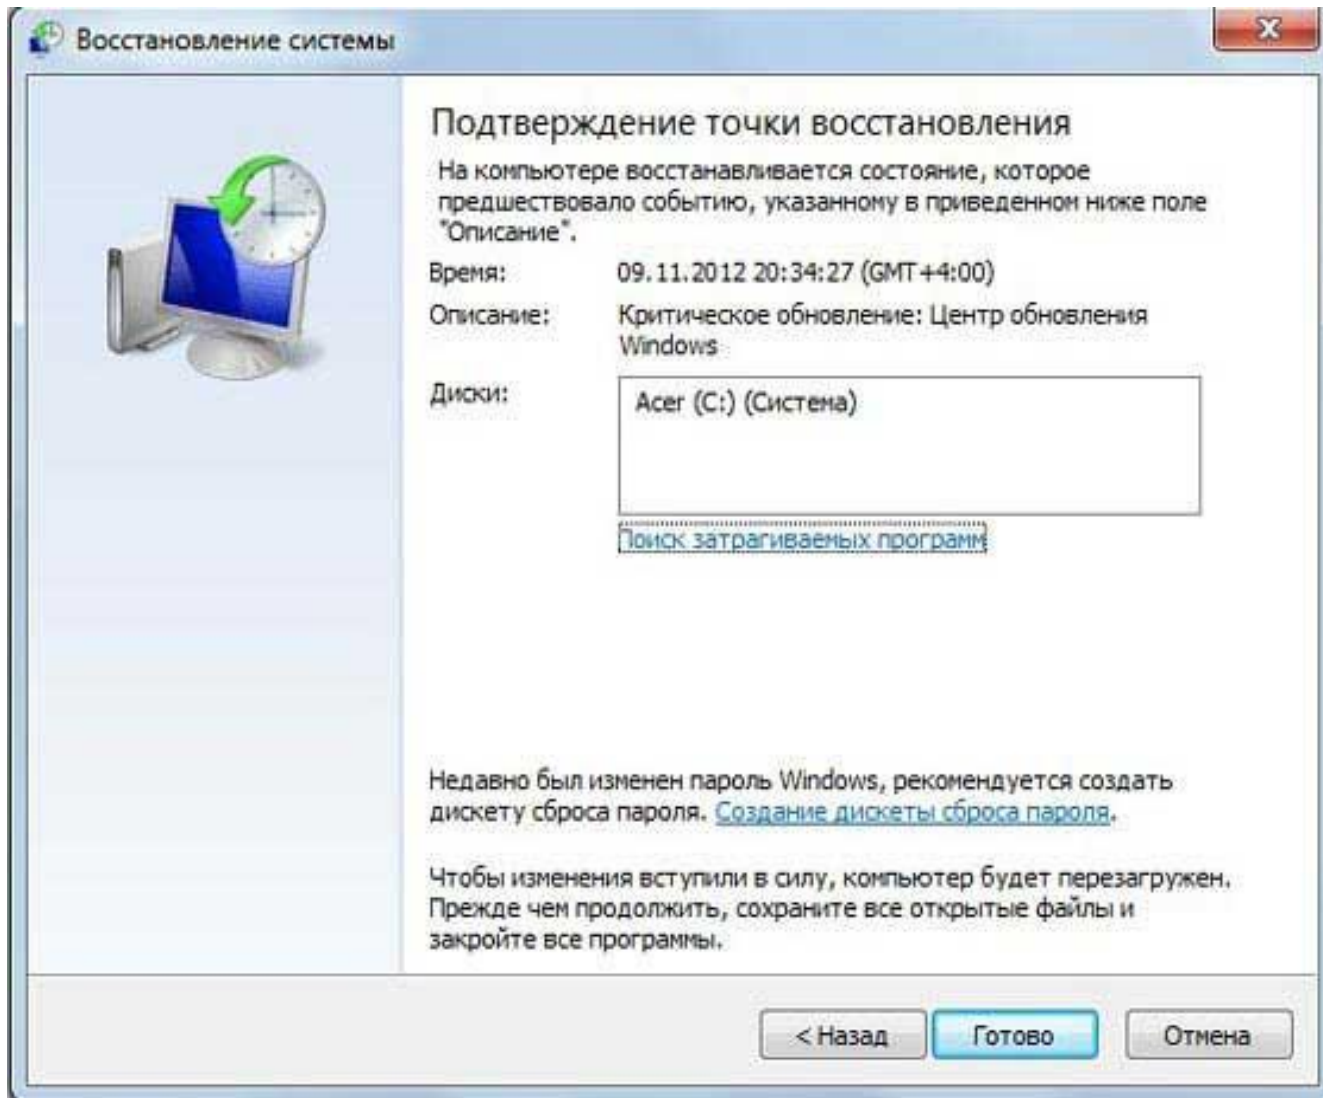 Восстановление системы
Подтверждение точки восстановления
На компьютере восстанавливается состояние, которое
предшествовало событию, указанному в приведенном ниже поле
"Описание".
Время: 09.11.2012 20:34:27 (GMT+4:00)
Описание: Критическое обновление: Центр обновления
Windows
Диски: Acer (C:) (Система)
Поиск затрагиваемых программ
Недавно был изменен пароль Windows, рекомендуется создать
дискету сброса пароля. Создание дискеты сброса пароля.
Чтобы изменения вступили в силу, компьютер будет перезагружен.
Прежде чем продолжить, сохраните все открытые файлы и
закройте все программы.
< Назад Готово Отмена